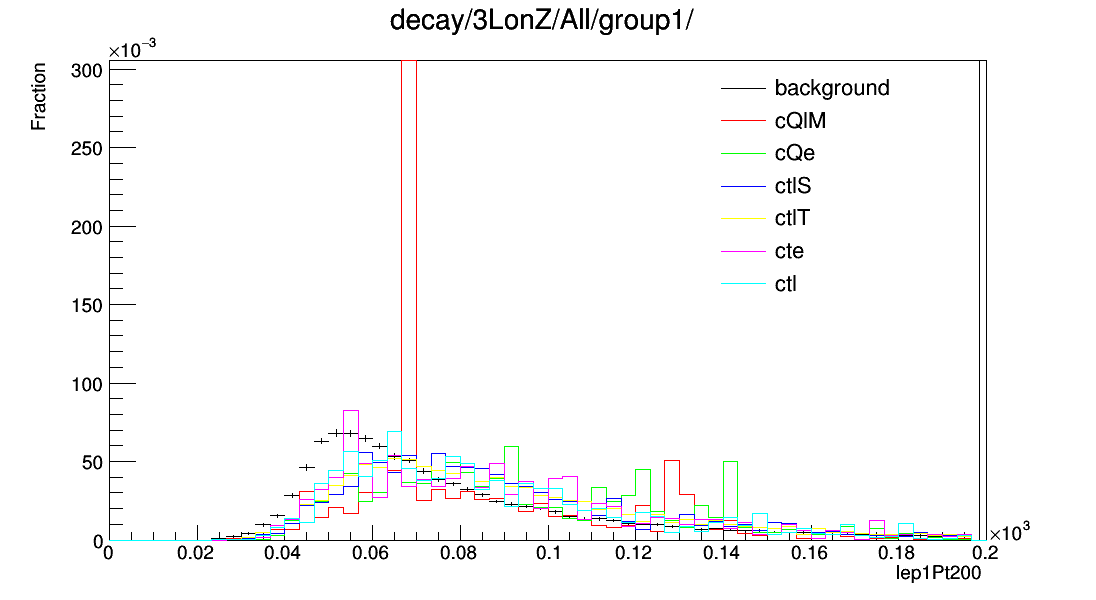 decay/3LonZ/All/group1/
×10⁻³
Fraction
300
250
200
150
100
50
0
background
cQlM
cQe
ctlS
ctlT
cte
ctl
0 0.02 0.04 0.06 0.08 0.1 0.12 0.14 0.16 0.18 0.2
×10³
lep1Pt200